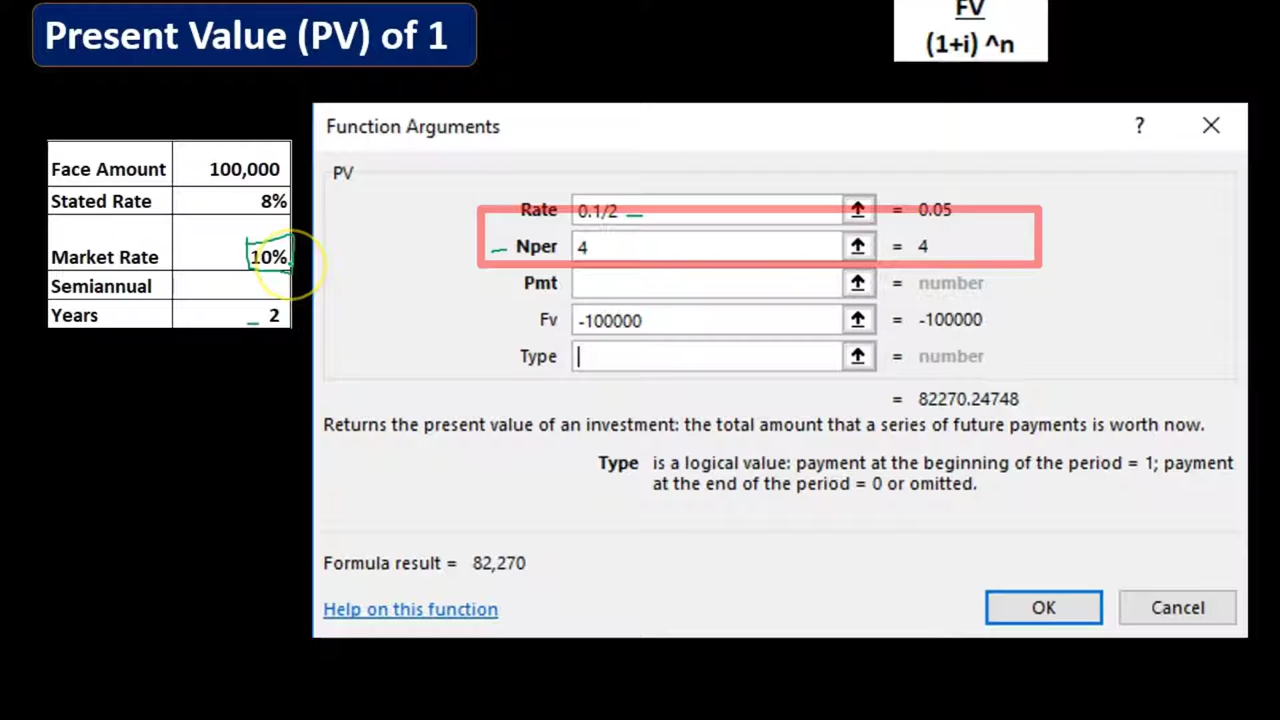 Present Value (PV) of 1
FV
(1+i) ^n
Face Amount 100,000
Stated Rate 8%
Market Rate 10%
Semiannual
Years 2
Function Arguments ?
PV
Rate 0.1/2 = 0.05
Nper 4 = 4
Pmt = number
Fv -100000 = -100000
Type = number
= 82270.24748
Returns the present value of an investment: the total amount that a series of future payments is worth now.
Type is a logical value: payment at the beginning of the period = 1; payment
at the end of the period = 0 or omitted.
Formula result = 82,270
Help on this function
OK Cancel